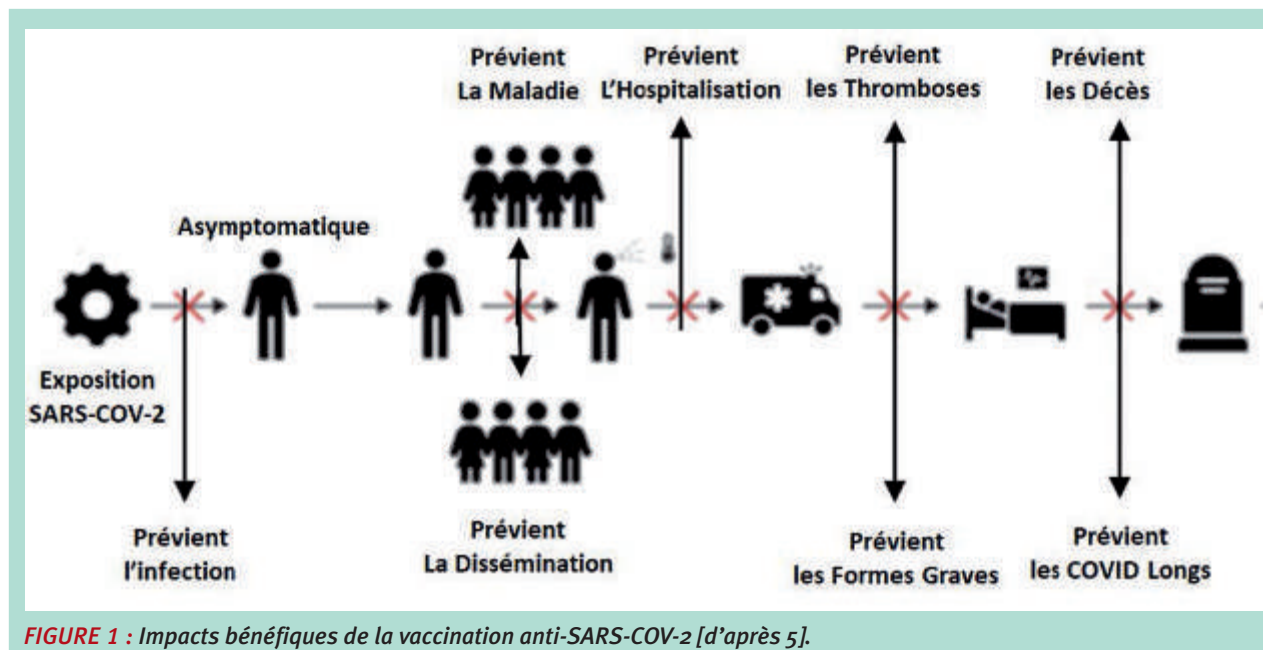 Prévient
La Maladie
Prévient
L'Hospitalisation
Prévient
les Thromboses
Prévient
les Décès
Asymptomatique
Exposition
SARS-COV-2
Prévient
l'infection
Prévient
La Dissémination
Prévient
les Formes Graves
Prévient
les COVID Longs
FIGURE 1 : Impacts bénéfiques de la vaccination anti-SARS-COV-2 [d'après 5].